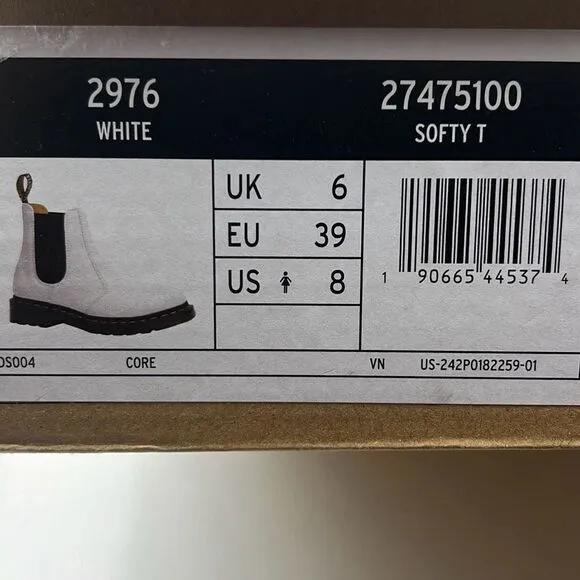 2976
WHITE
27475100
SOFTY T
UK 6
EU 39
US 8
1 90665 44537 4
DS004 CORE VN US-242P0182259-01